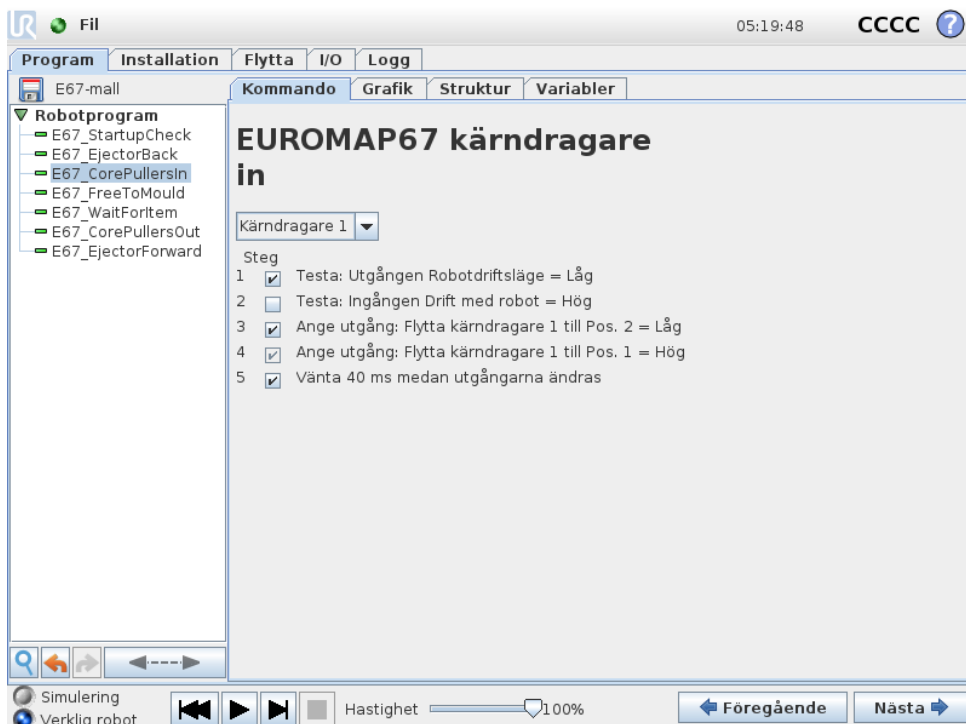 UR Fil 05:19:48 CCCC ?
Program Installation Flytta I/O Logg
E67-mall
Kommando Grafik Struktur Variabler
Robotprogram
E67_StartupCheck
E67_EjectorBack
E67_CorePullersIn
E67_FreeToMould
E67_WaitForItem
E67_CorePullersOut
E67_EjectorForward
EUROMAP67 kärndragare
in
Kärndragare 1
Steg
1 Testa: Utgången Robotdriftsläge = Låg
2 Testa: Ingången Drift med robot = Hög
3 Ange utgång: Flytta kärndragare 1 till Pos. 2 = Låg
4 Ange utgång: Flytta kärndragare 1 till Pos. 1 = Hög
5 Vänta 40 ms medan utgångarna ändras
Simulering
Verklig robot
Hastighet 100%
Föregående Nästa